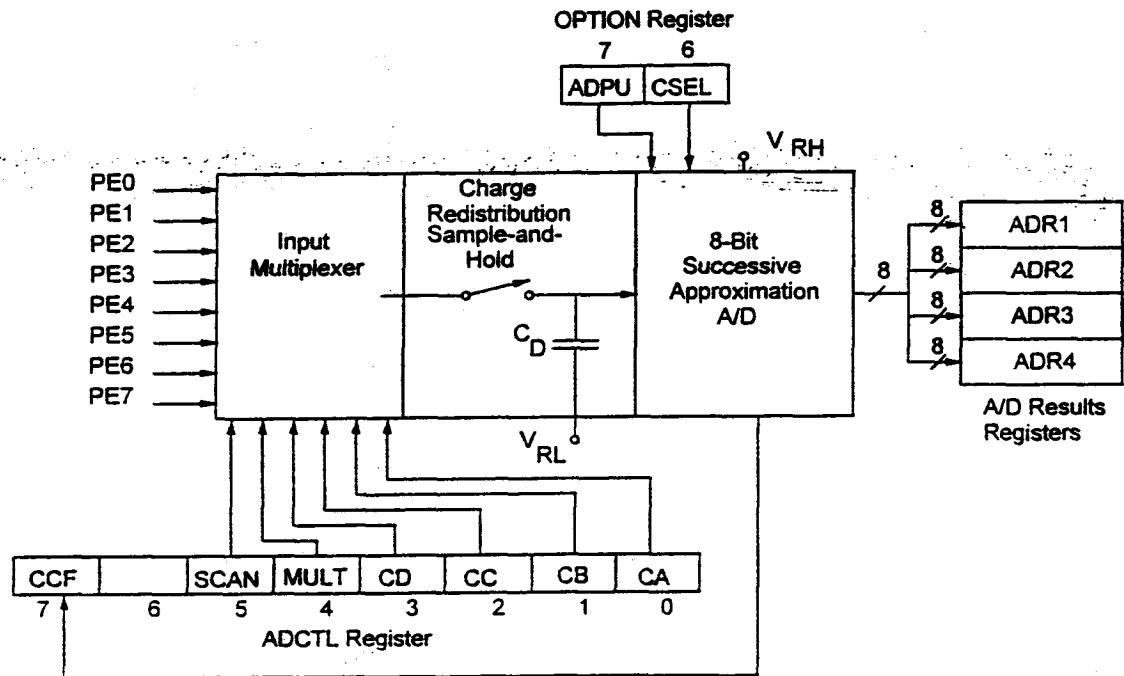 OPTION Register
7 6
ADPU CSEL
V RH
PE0
PE1
PE2
PE3
PE4
PE5
PE6
PE7
Input
Multiplexer
Charge
Redistribution
Sample-and-
Hold
C D
V RL
8-Bit
Successive
Approximation
A/D
8
8
8
8
8
ADR1
ADR2
ADR3
ADR4
A/D Results
Registers
CCF SCAN MULT CD CC CB CA
7 6 5 4 3 2 1 0
ADCTL Register